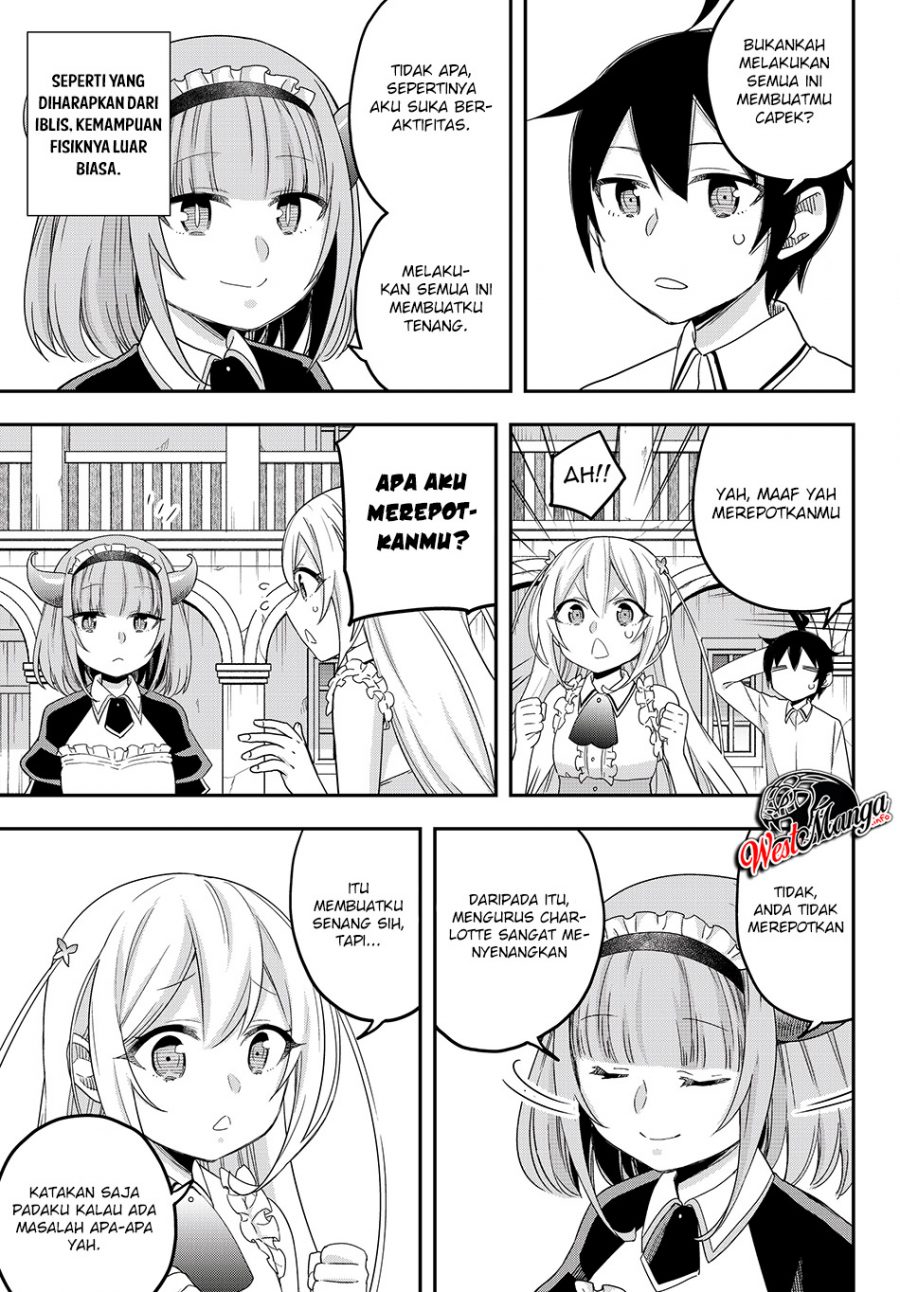 BUKANKAH
MELAKUKAN
SEMUA INI
MEMBUATMU
CAPEK?
TIDAK APA,
SEPERTINYA
AKU SUKA BER-
AKTIFITAS.
MELAKU-
KAN SEMUA INI
MEMBUATKU
TENANG.
SEPERTI YANG
DIHARAPKAN DARI
IBLIS, KEMAMPUAN
FISIKNYA LUAR
BIASA.
YAH, MAAF YAH
MEREPOTKANMU
AH!!
APA AKU
MEREPOT-
KANMU?
WestManga
.info
TIDAK,
ANDA TIDAK
MEREPOTKAN
DARIPADA ITU,
MENGURUS CHAR-
LOTTE SANGAT ME-
NYENANGKAN
ITU
MEMBUATKU
SENANG SIH,
TAPI...
KATAKAN SAJA
PADAKU KALAU ADA
MASALAH APA-APA
YAH.